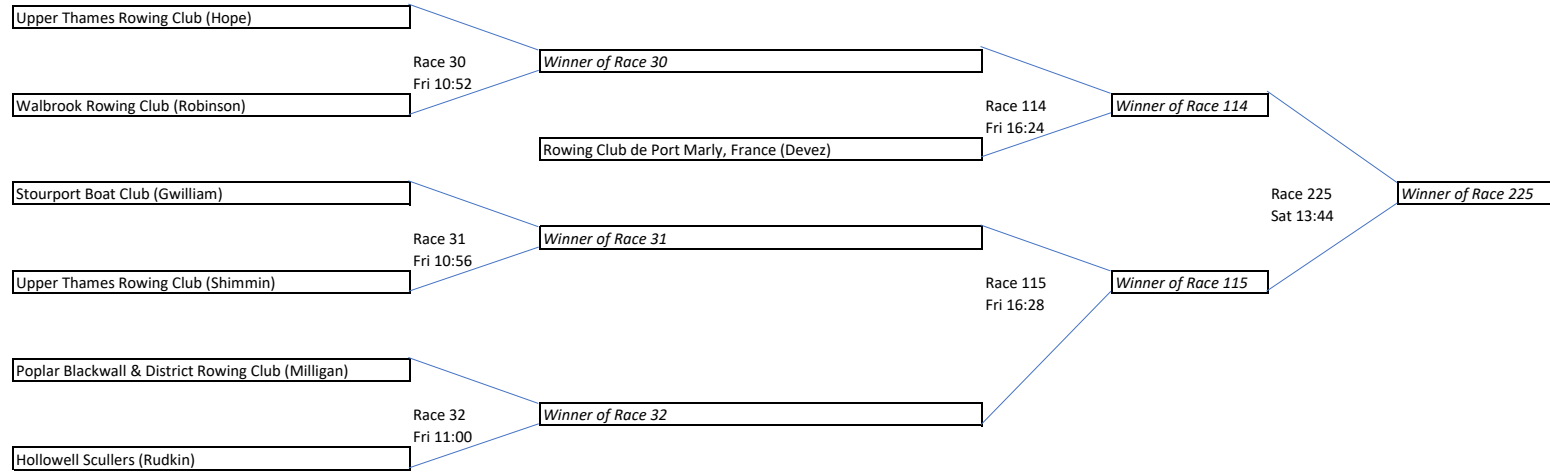 Upper Thames Rowing Club (Hope)
Race 30
Winner of Race 30
Fri 10:52
Walbrook Rowing Club (Robinson)
Race 114
Winner of Race 114
Fri 16:24
Rowing Club de Port Marly, France (Devez)
Stourport Boat Club (Gwilliam)
Race 225
Winner of Race 225
Sat 13:44
Race 31
Winner of Race 31
Fri 10:56
Upper Thames Rowing Club (Shimmin)
Race 115
Winner of Race 115
Fri 16:28
Poplar Blackwall & District Rowing Club (Milligan)
Race 32
Winner of Race 32
Fri 11:00
Hollowell Scullers (Rudkin)